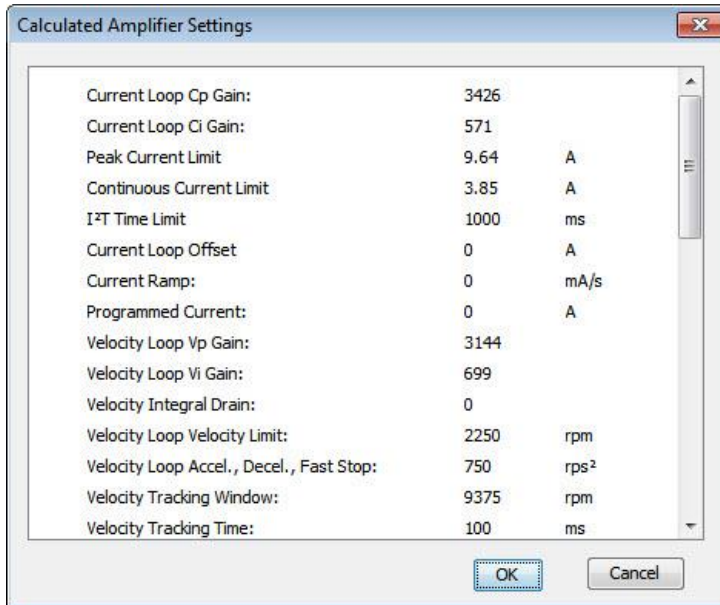 Calculated Amplifier Settings
Current Loop Cp Gain: 3426
Current Loop Ci Gain: 571
Peak Current Limit 9.64 A
Continuous Current Limit 3.85 A
I²T Time Limit 1000 ms
Current Loop Offset 0 A
Current Ramp: 0 mA/s
Programmed Current: 0 A
Velocity Loop Vp Gain: 3144
Velocity Loop Vi Gain: 699
Velocity Integral Drain: 0
Velocity Loop Velocity Limit: 2250 rpm
Velocity Loop Accel., Decel., Fast Stop: 750 rps²
Velocity Tracking Window: 9375 rpm
Velocity Tracking Time: 100 ms
OK Cancel